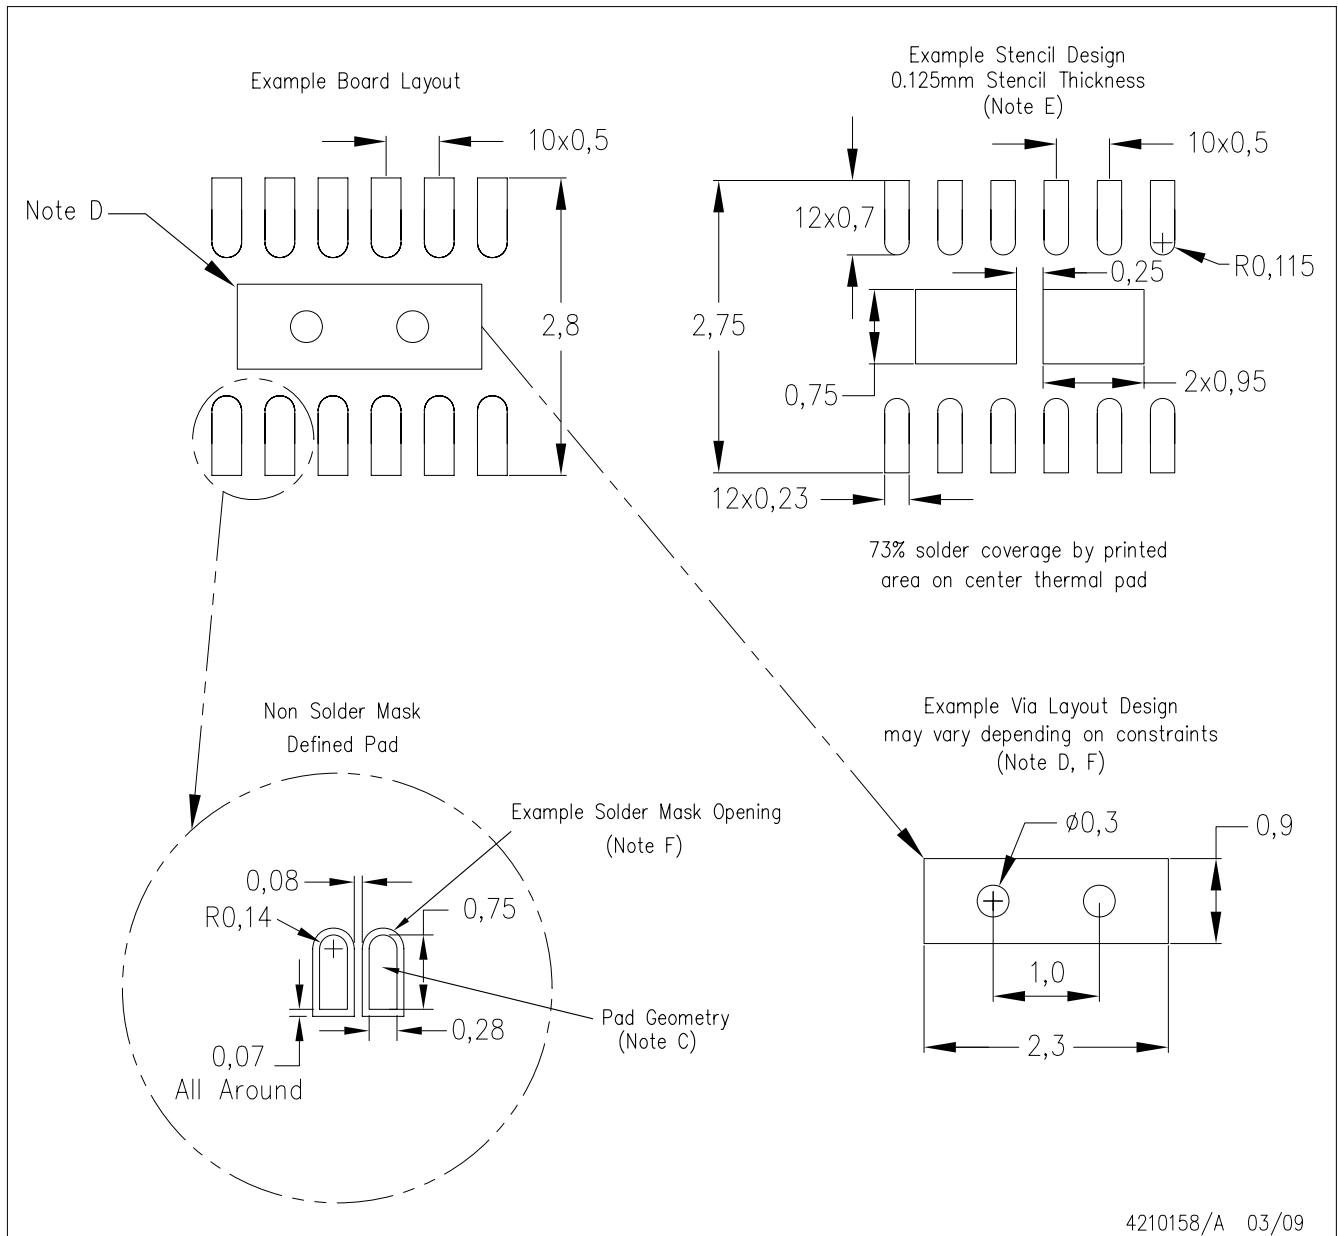 Example Board Layout
10x0,5
Note D
2,8
Example Stencil Design
0.125mm Stencil Thickness
(Note E)
10x0,5
12x0,7
R0,115
0,25
2,75
0,75
2x0,95
12x0,23
73% solder coverage by printed
area on center thermal pad
Non Solder Mask
Defined Pad
Example Solder Mask Opening
(Note F)
0,08
R0,14
0,75
0,28
Pad Geometry
(Note C)
0,07
All Around
Example Via Layout Design
may vary depending on constraints
(Note D, F)
ø0,3
0,9
1,0
2,3
4210158/A 03/09